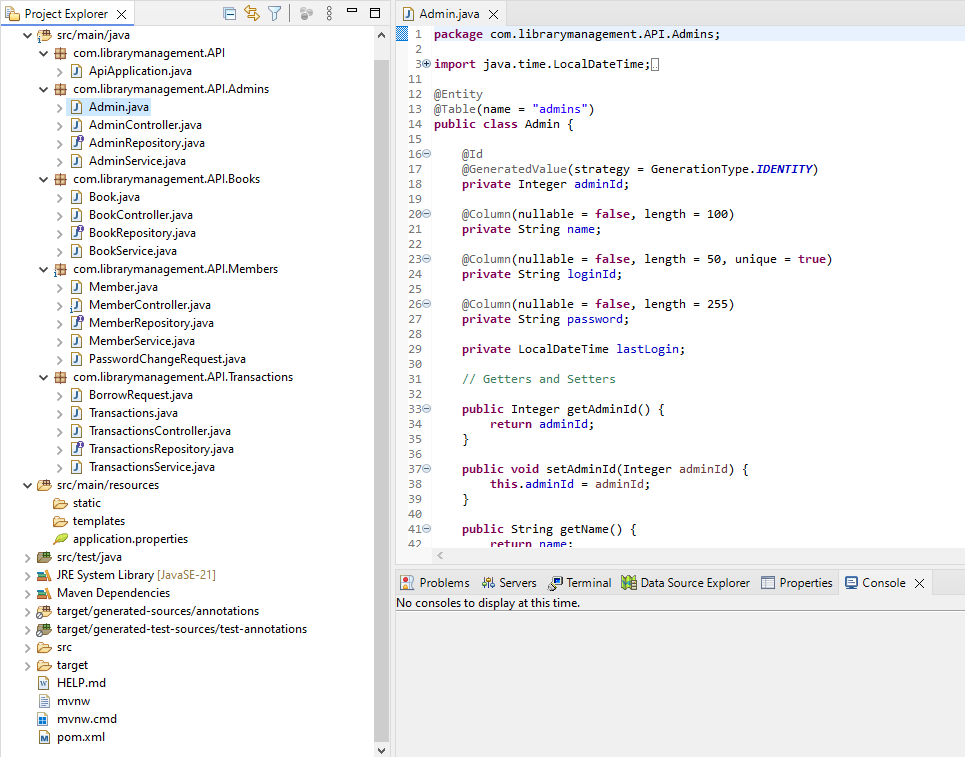 Project Explorer
src/main/java
com.librarymanagement.API
ApiApplication.java
com.librarymanagement.API.Admins
Admin.java
AdminController.java
AdminRepository.java
AdminService.java
com.librarymanagement.API.Books
Book.java
BookController.java
BookRepository.java
BookService.java
com.librarymanagement.API.Members
Member.java
MemberController.java
MemberRepository.java
MemberService.java
PasswordChangeRequest.java
com.librarymanagement.API.Transactions
BorrowRequest.java
Transactions.java
TransactionsController.java
TransactionsRepository.java
TransactionsService.java
src/main/resources
static
templates
application.properties
src/test/java
JRE System Library [JavaSE-21]
Maven Dependencies
target/generated-sources/annotations
target/generated-test-sources/test-annotations
src
target
HELP.md
mvnw
mvnw.cmd
pom.xml
Admin.java
1 package com.librarymanagement.API.Admins;
2
3 import java.time.LocalDateTime;
11
12 @Entity
13 @Table(name = "admins")
14 public class Admin {
15
16 @Id
17 @GeneratedValue(strategy = GenerationType.IDENTITY)
18 private Integer adminId;
19
20 @Column(nullable = false, length = 100)
21 private String name;
22
23 @Column(nullable = false, length = 50, unique = true)
24 private String loginId;
25
26 @Column(nullable = false, length = 255)
27 private String password;
28
29 private LocalDateTime lastLogin;
30
31 // Getters and Setters
32
33 public Integer getAdminId() {
34 return adminId;
35 }
36
37 public void setAdminId(Integer adminId) {
38 this.adminId = adminId;
39 }
40
41 public String getName() {
42 return name;
Problems Servers Terminal Data Source Explorer Properties Console
No consoles to display at this time.